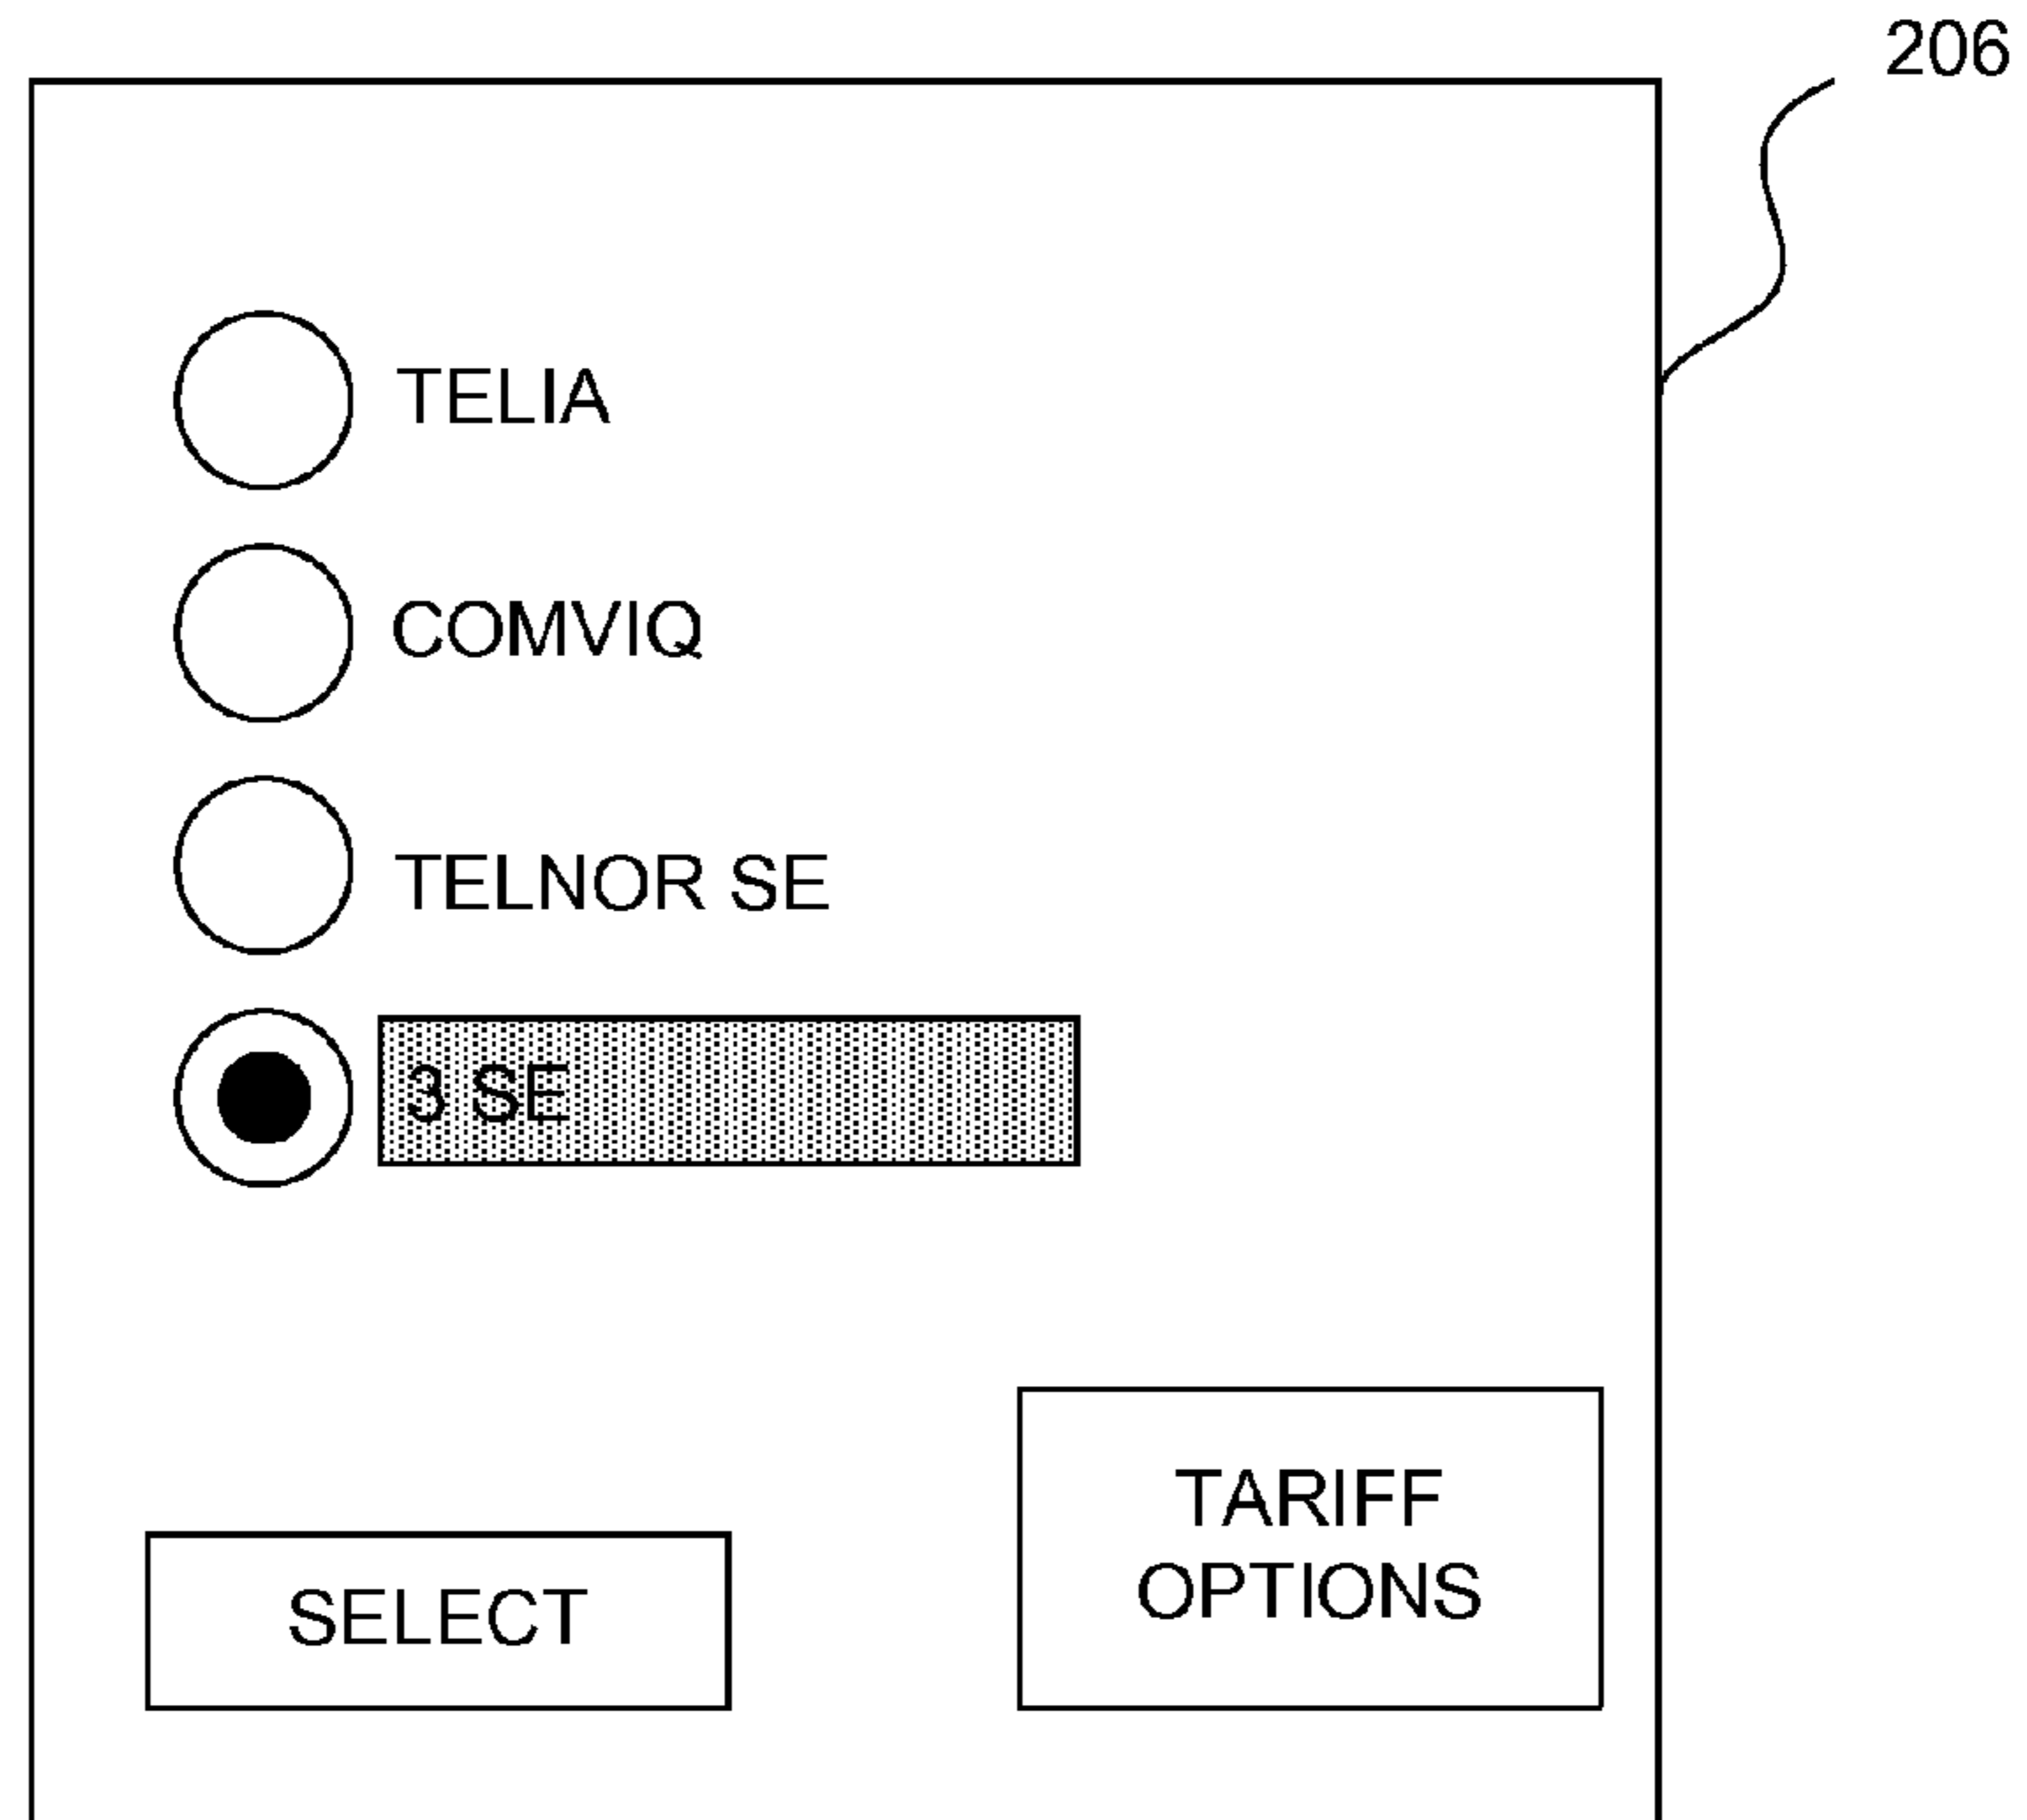 206
TELIA
COMVIQ
TELNOR SE
3 SE
TARIFF
OPTIONS
SELECT